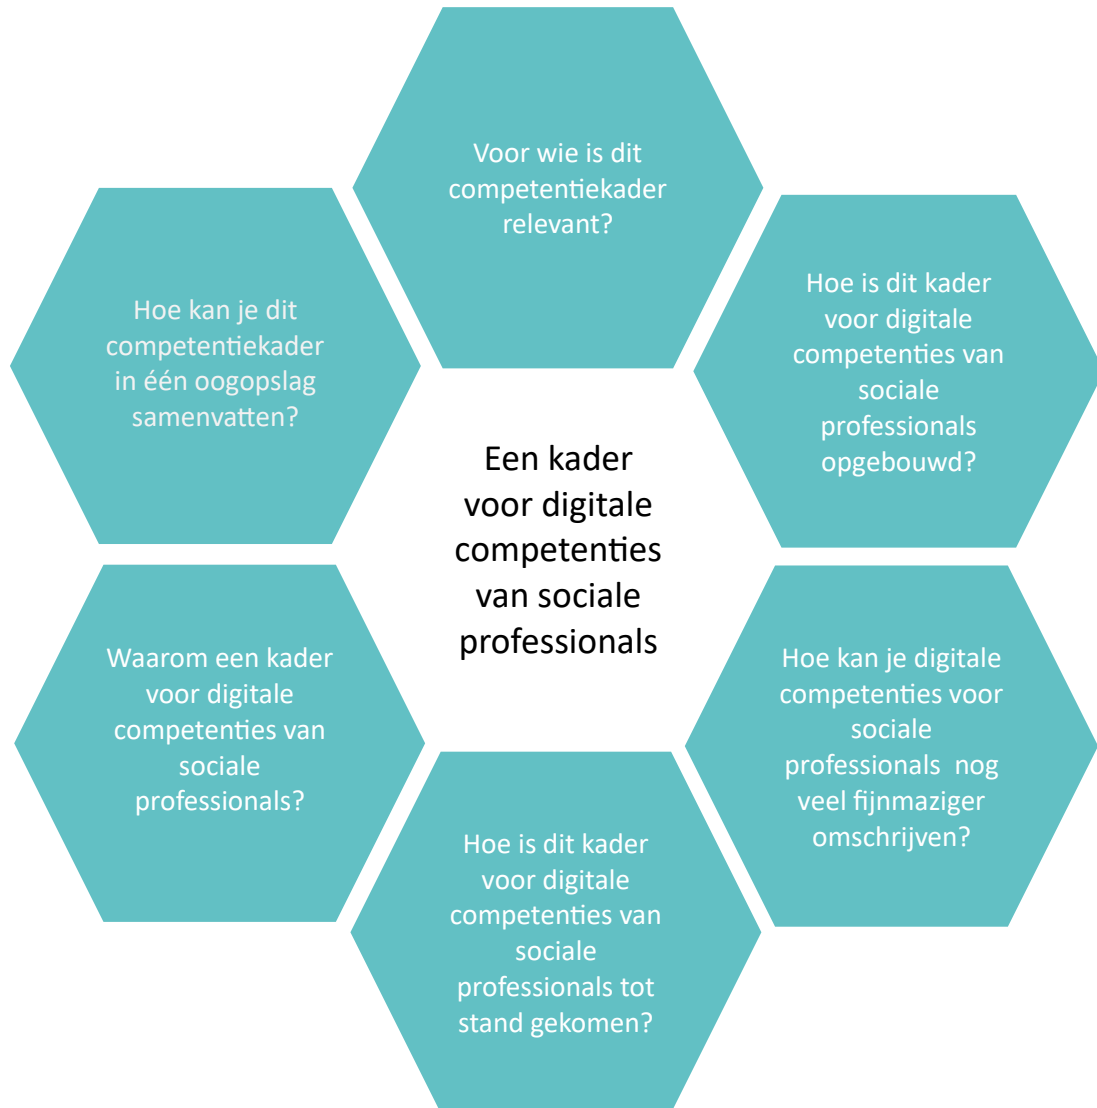 Voor wie is dit
competentiekader
relevant?
Hoe kan je dit
competentiekader
in één oogopslag
samenvatten?
Hoe is dit kader
voor digitale
competenties van
sociale
professionals
opgebouwd?
Een kader
voor digitale
competenties
van sociale
professionals
Waarom een kader
voor digitale
competenties van
sociale
professionals?
Hoe kan je digitale
competenties voor
sociale
professionals  nog
veel fijnmaziger
omschrijven?
Hoe is dit kader
voor digitale
competenties van
sociale
professionals tot
stand gekomen?